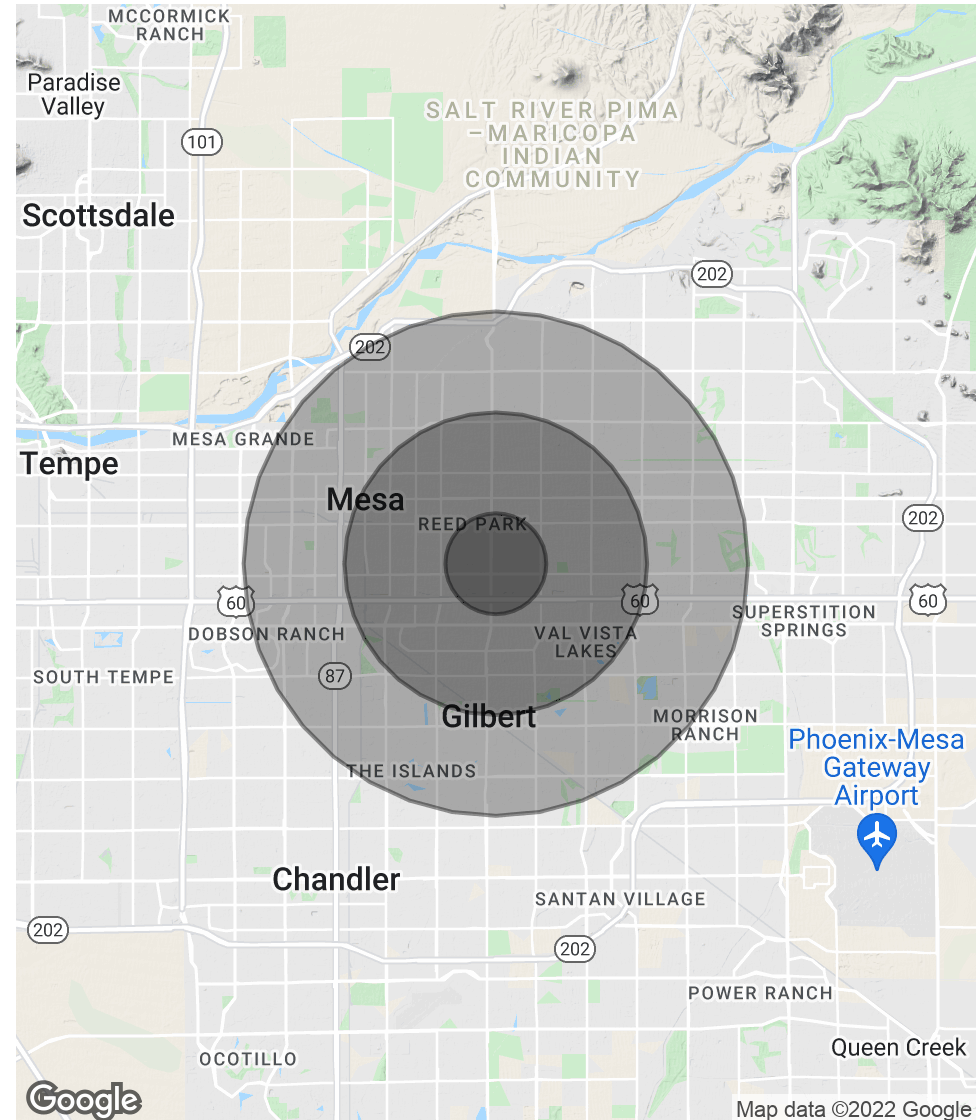 MCCORMICK
RANCH
Paradise
Valley
101
SALT RIVER PIMA
–MARICOPA
INDIAN
COMMUNITY
Scottsdale
202
202
MESA GRANDE
Tempe
Mesa
REED PARK
202
60
60
60
DOBSON RANCH
VAL VISTA
LAKES
SUPERSTITION
SPRINGS
SOUTH TEMPE
87
Gilbert
MORRISON
RANCH
Phoenix-Mesa
Gateway
Airport
THE ISLANDS
Chandler
SANTAN VILLAGE
202
202
POWER RANCH
OCOTILLO
Queen Creek
Google
Map data ©2022 Google